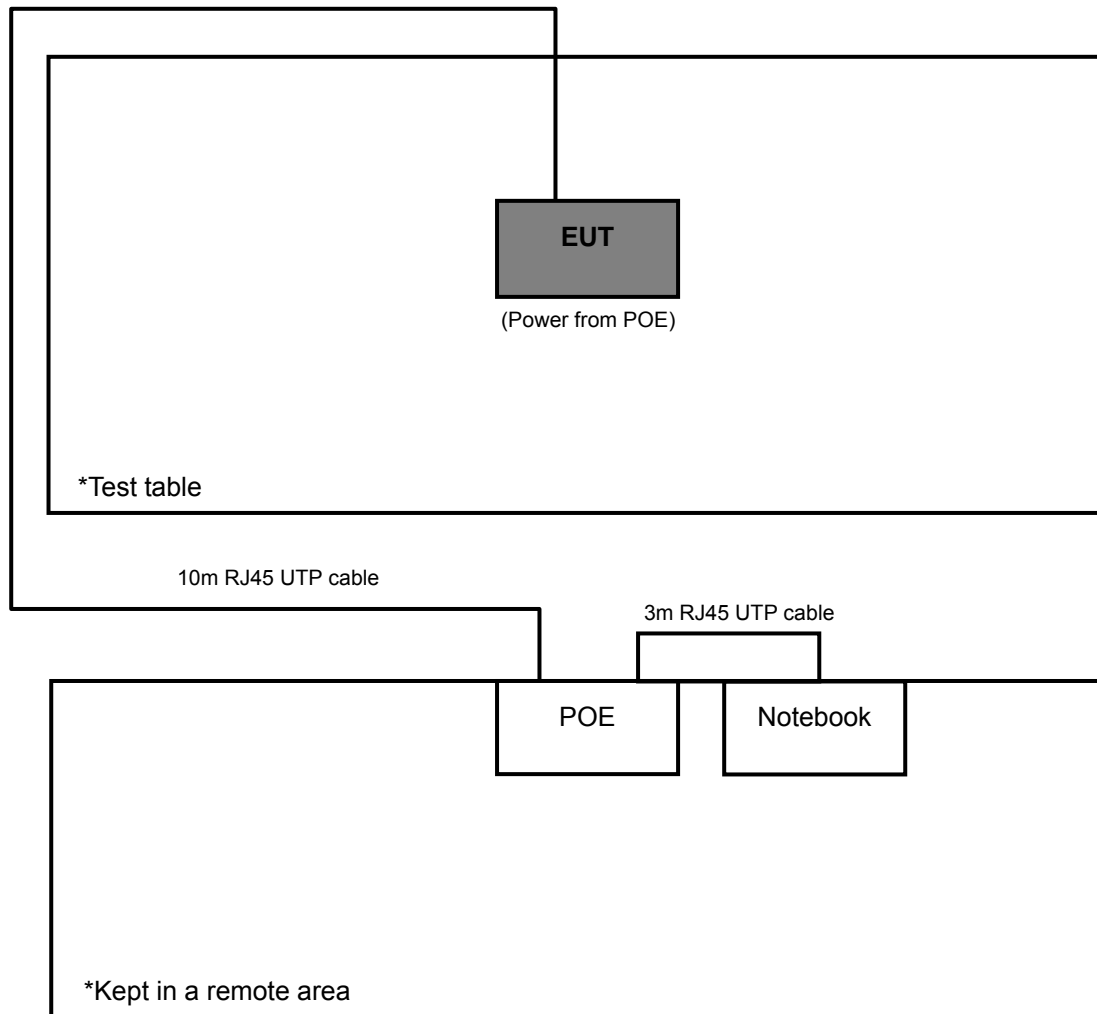 EUT
(Power from POE)
*Test table
10m RJ45 UTP cable
3m RJ45 UTP cable
POE
Notebook
*Kept in a remote area